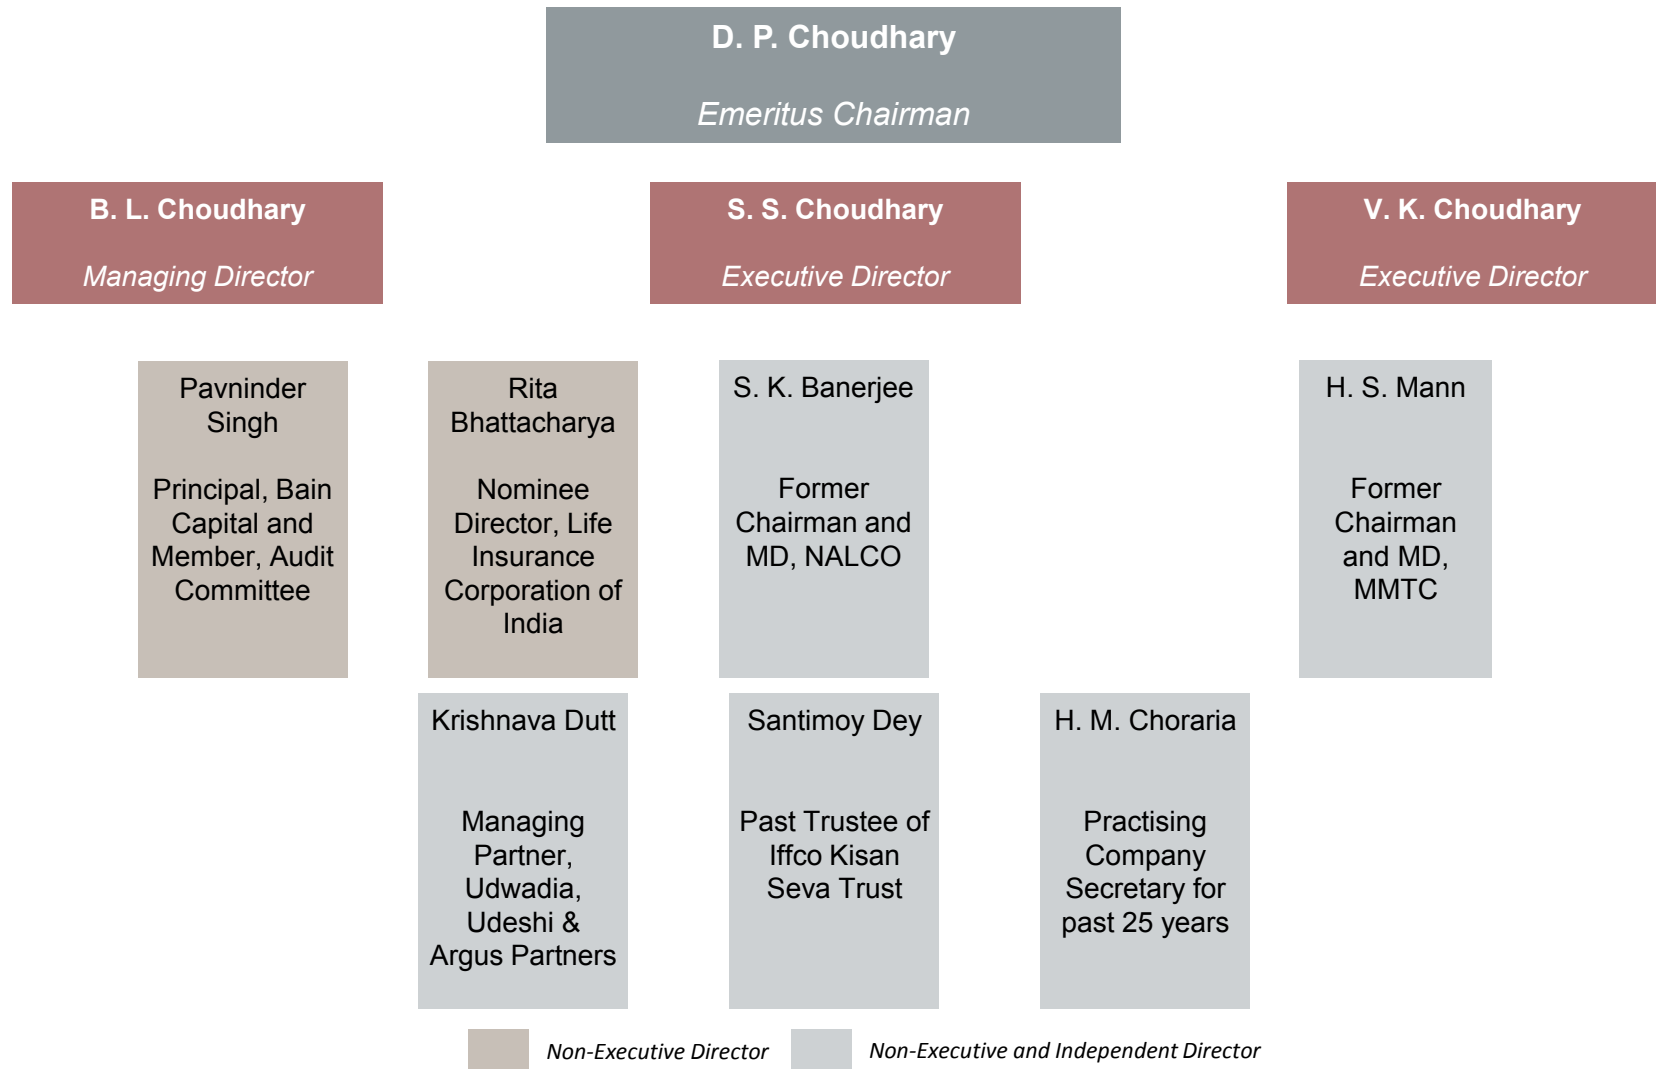 D. P. Choudhary
Emeritus Chairman
B. L. Choudhary
Managing Director
S. S. Choudhary
Executive Director
V. K. Choudhary
Executive Director
Pavninder
Singh
Principal, Bain
Capital and
Member, Audit
Committee
Rita
Bhattacharya
Nominee
Director, Life
Insurance
Corporation of
India
S. K. Banerjee
Former
Chairman and
MD, NALCO
H. S. Mann
Former
Chairman
and MD,
MMTC
Krishnava Dutt
Managing
Partner,
Udwadia,
Udeshi &
Argus Partners
Santimoy Dey
Past Trustee of
Iffco Kisan
Seva Trust
H. M. Choraria
Practising
Company
Secretary for
past 25 years
Non-Executive Director
Non-Executive and Independent Director